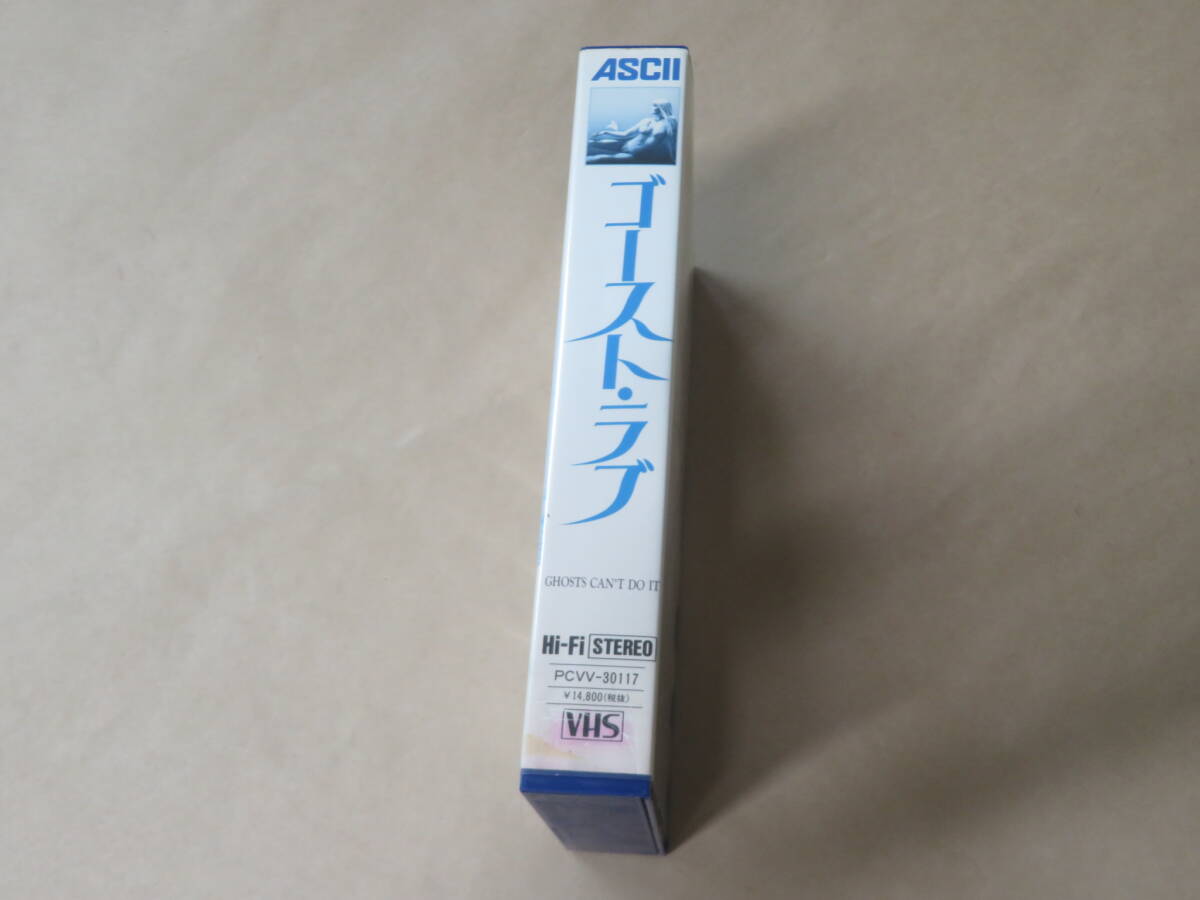 ASCII
ゴースト・ラブ
GHOSTS CAN'T DO IT
Hi-Fi STEREO
PCVV-30117
¥14,800(税抜)
VHS